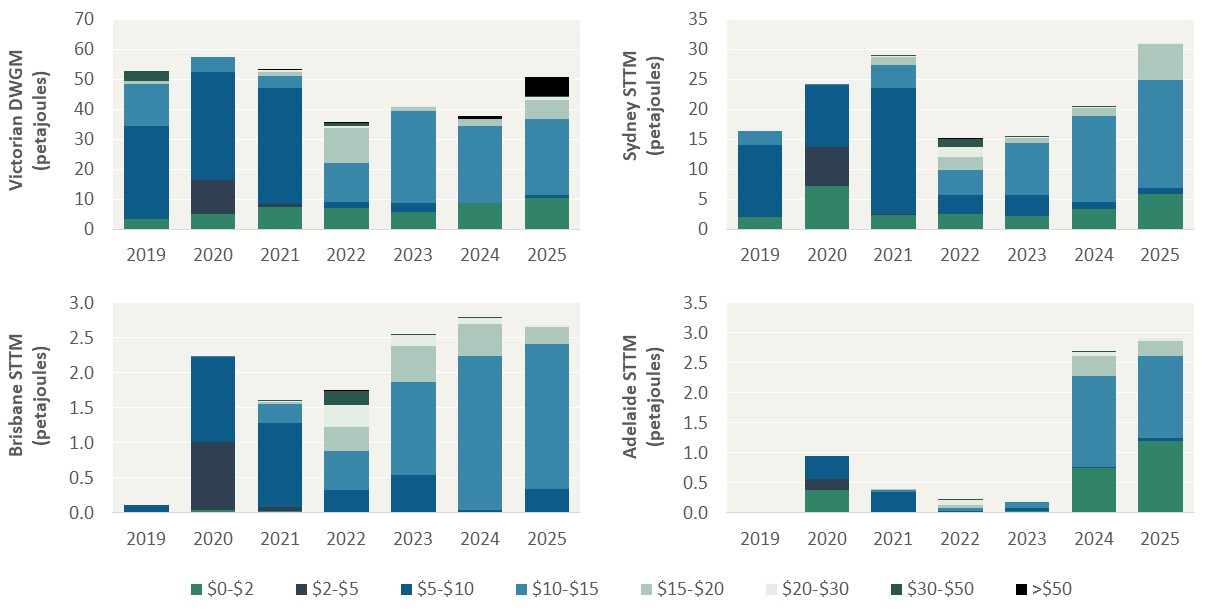 Victorian DWGM
(petajoules)
70
60
50
40
30
20
10
0
2019 2020 2021 2022 2023 2024 2025
Sydney STTM
(petajoules)
35
30
25
20
15
10
5
0
2019 2020 2021 2022 2023 2024 2025
Brisbane STTM
(petajoules)
3.0
2.5
2.0
1.5
1.0
0.5
0.0
2019 2020 2021 2022 2023 2024 2025
Adelaide STTM
(petajoules)
3.5
3.0
2.5
2.0
1.5
1.0
0.5
0.0
2019 2020 2021 2022 2023 2024 2025
$0-$2 $2-$5 $5-$10 $10-$15 $15-$20 $20-$30 $30-$50 >$50